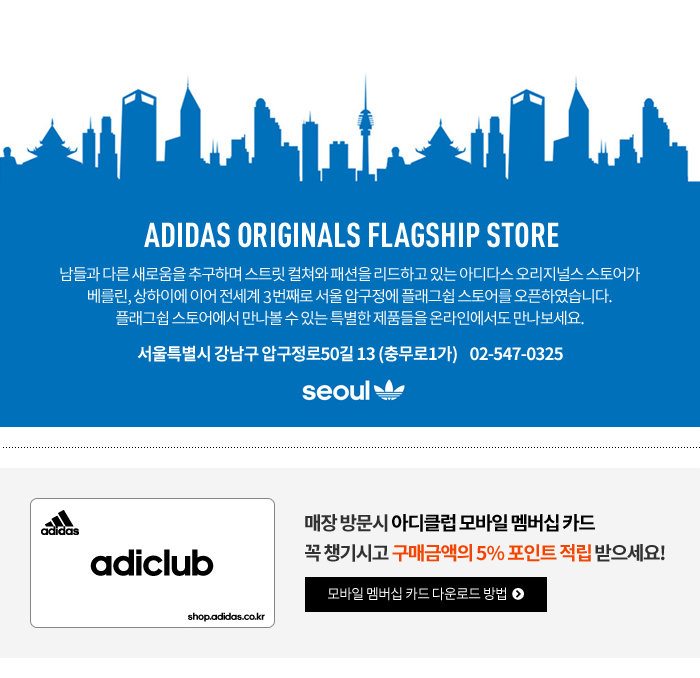 ADIDAS ORIGINALS FLAGSHIP STORE
남들과 다른 새로움을 추구하며 스트릿 컬쳐와 패션을 리드하고 있는 아디다스 오리지널스 스토어가
베를린, 상하이에 이어 전세계 3번째로 서울 압구정에 플래그쉽 스토어를 오픈하였습니다.
플래그쉽 스토어에서 만나볼 수 있는 특별한 제품들을 온라인에서도 만나보세요.
서울특별시 강남구 압구정로50길 13 (충무로1가) 02-547-0325
seoul
adidas
adiclub
shop.adidas.co.kr
매장 방문시 아디클럽 모바일 멤버십 카드
꼭 챙기시고 구매금액의 5% 포인트 적립 받으세요!
모바일 멤버십 카드 다운로드 방법